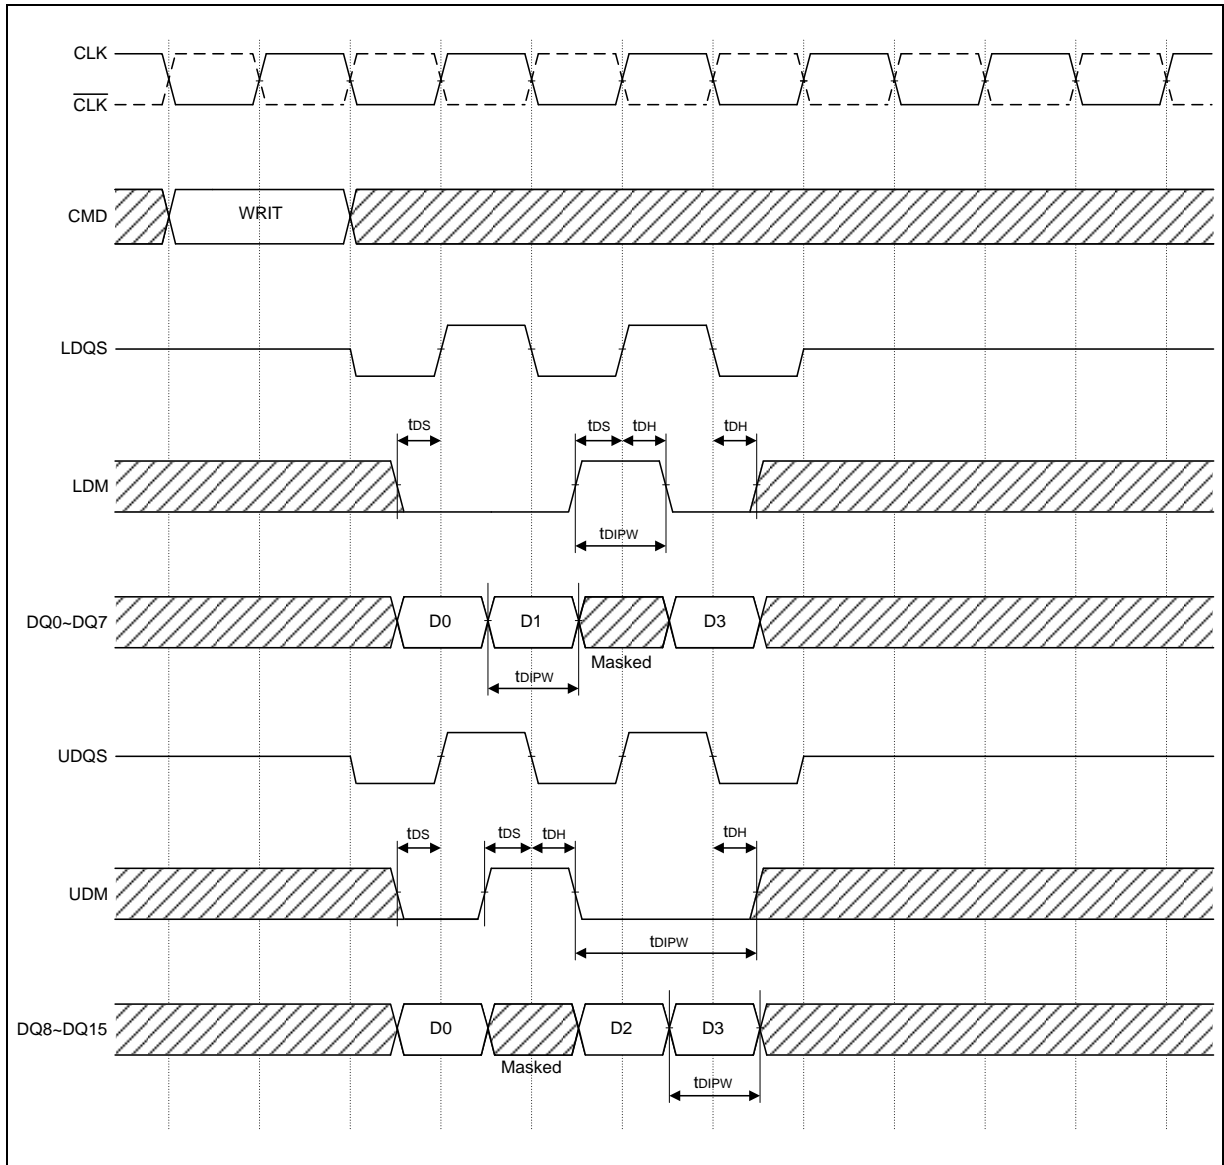 CLK
CLK
CMD
WRIT
LDQS
tDS
tDS
tDH
tDH
LDM
tDIPW
DQ0~DQ7
D0
D1
D3
Masked
tDIPW
UDQS
tDS
tDS
tDH
tDH
UDM
tDIPW
DQ8~DQ15
D0
D2
D3
Masked
tDIPW